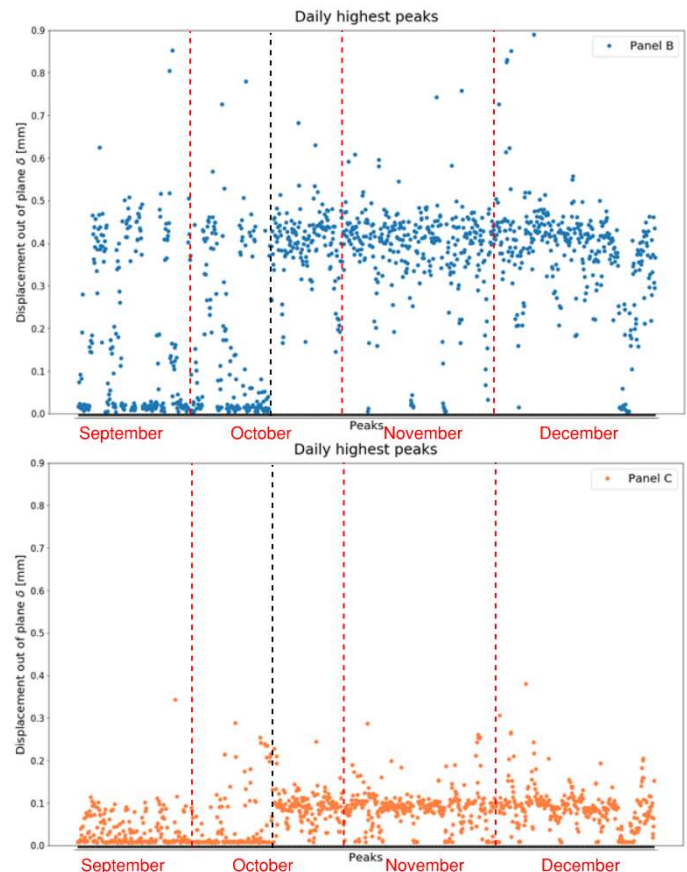 Daily highest peaks
Panel B
Displacement out of plane δ [mm]
0.9
0.8
0.7
0.6
0.5
0.4
0.3
0.2
0.1
0.0
Peaks
September October November December
Daily highest peaks
Panel C
Displacement out of plane δ [mm]
0.9
0.8
0.7
0.6
0.5
0.4
0.3
0.2
0.1
0.0
Peaks
September October November December